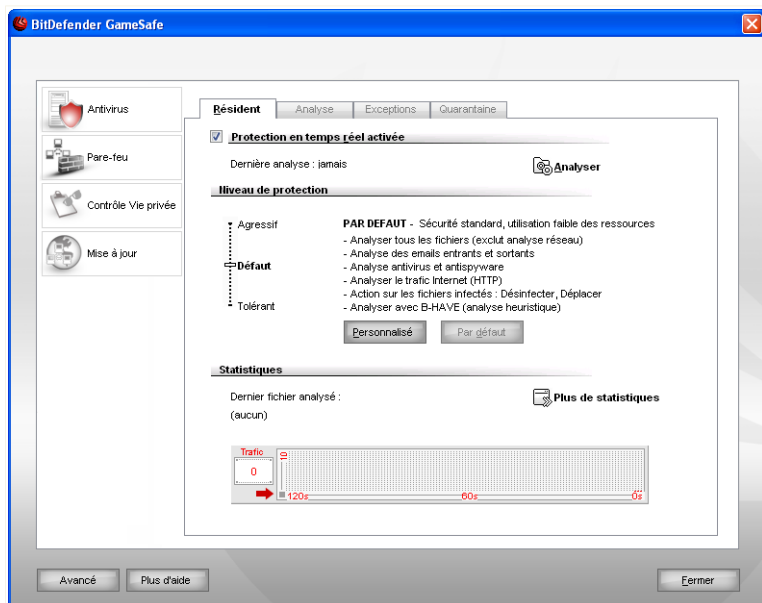 BitDefender GameSafe
Antivirus
Pare-feu
Contrôle Vie privée
Mise à jour
Résident
Analyse
Exceptions
Quarantaine
Protection en temps réel activée
Dernière analyse : jamais
Analyser
Niveau de protection
Agressif
Défaut
Tolérant
PAR DEFAUT - Sécurité standard, utilisation faible des ressources
- Analyser tous les fichiers (exclut analyse réseau)
- Analyse des emails entrants et sortants
- Analyse antivirus et antispyware
- Analyser le trafic Internet (HTTP)
- Action sur les fichiers infectés : Désinfecter, Déplacer
- Analyser avec B-HAVE (analyse heuristique)
Personnalisé
Par défaut
Statistiques
Dernier fichier analysé :
(aucun)
Plus de statistiques
Trafic
0
10
120s
60s
0s
Avancé
Plus d'aide
Fermer